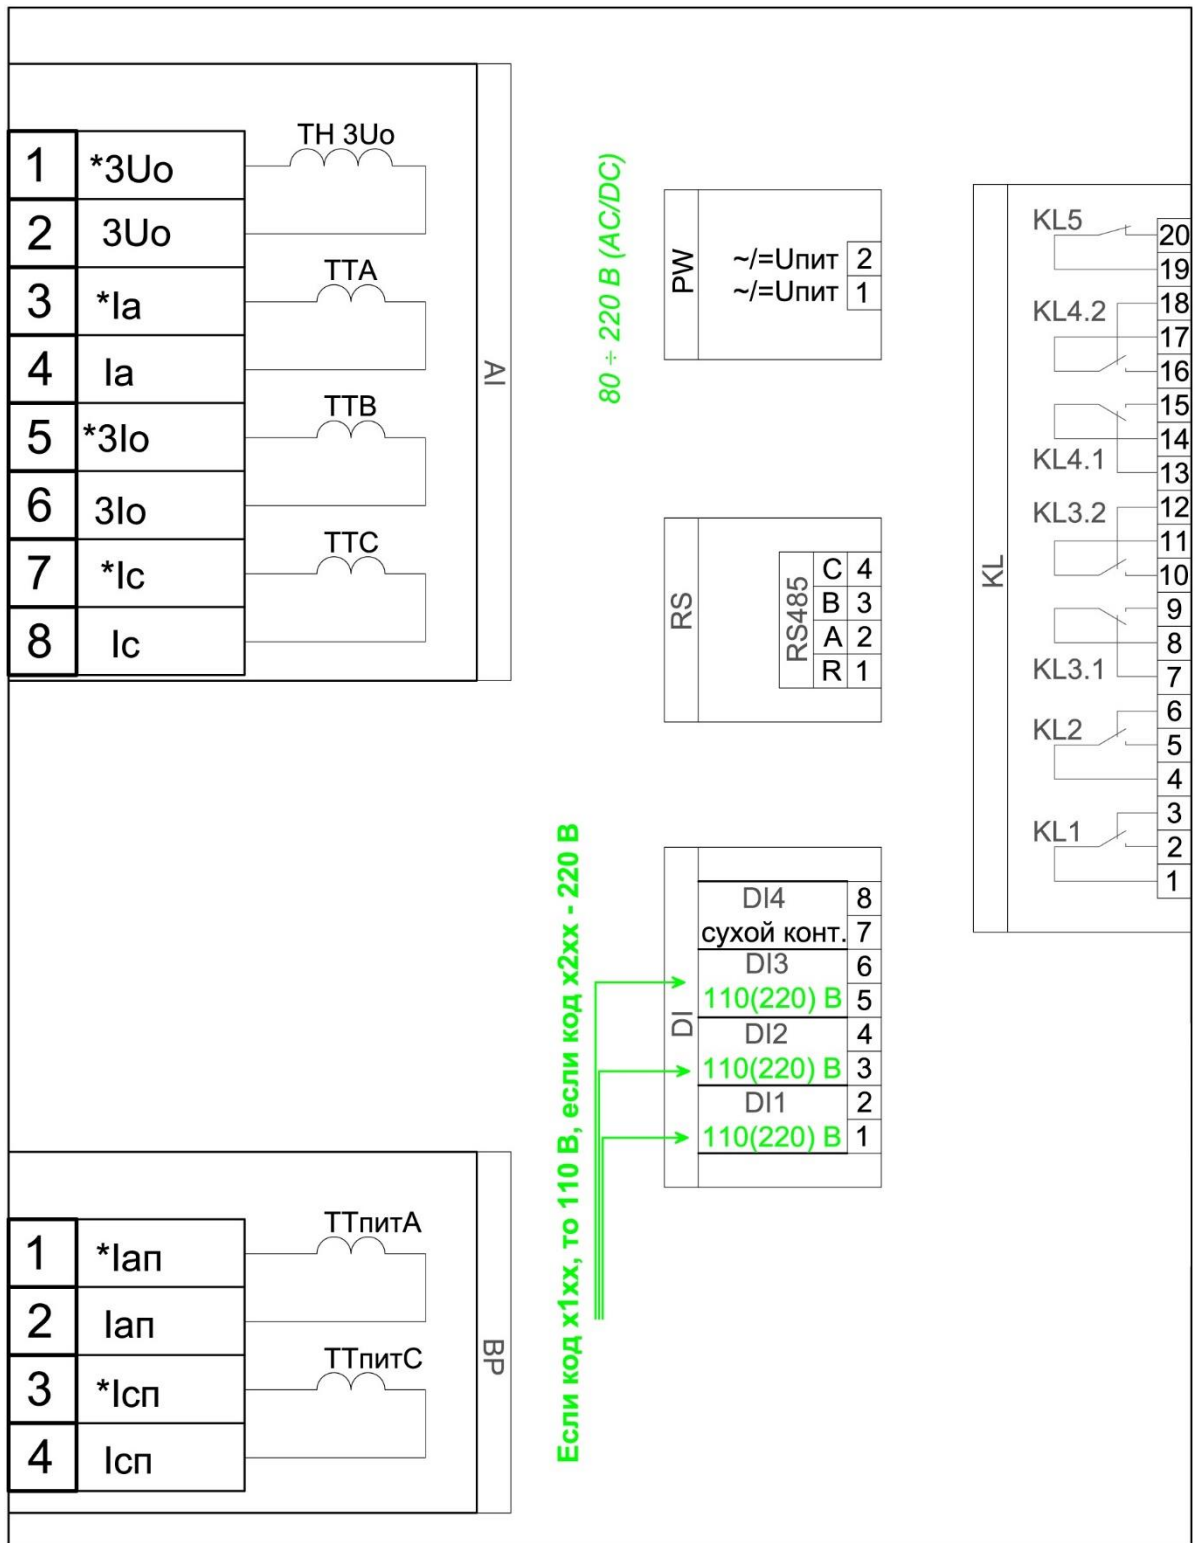 ТН 3Uo
1 *3Uo
2 3Uo
ТТА
3 *Ia
4 Ia
ТТВ
5 *3Io
6 3Io
ТТС
7 *Ic
8 Ic
AI
80 ÷ 220 В (AC/DC)
PW
~/=Uпит 2
~/=Uпит 1
RS
RS485
C 4
B 3
A 2
R 1
KL
KL5
20
19
KL4.2
18
17
16
15
14
KL4.1
13
KL3.2
12
11
10
9
8
KL3.1
7
KL2
6
5
4
KL1
3
2
1
Если код х1хх, то 110 В, если код х2хх - 220 В
DI
DI4 8
сухой конт. 7
DI3 6
110(220) В 5
DI2 4
110(220) В 3
DI1 2
110(220) В 1
ТТпитА
1 *Iaп
2 Iaп
ТТпитС
3 *Icп
4 Icп
BP